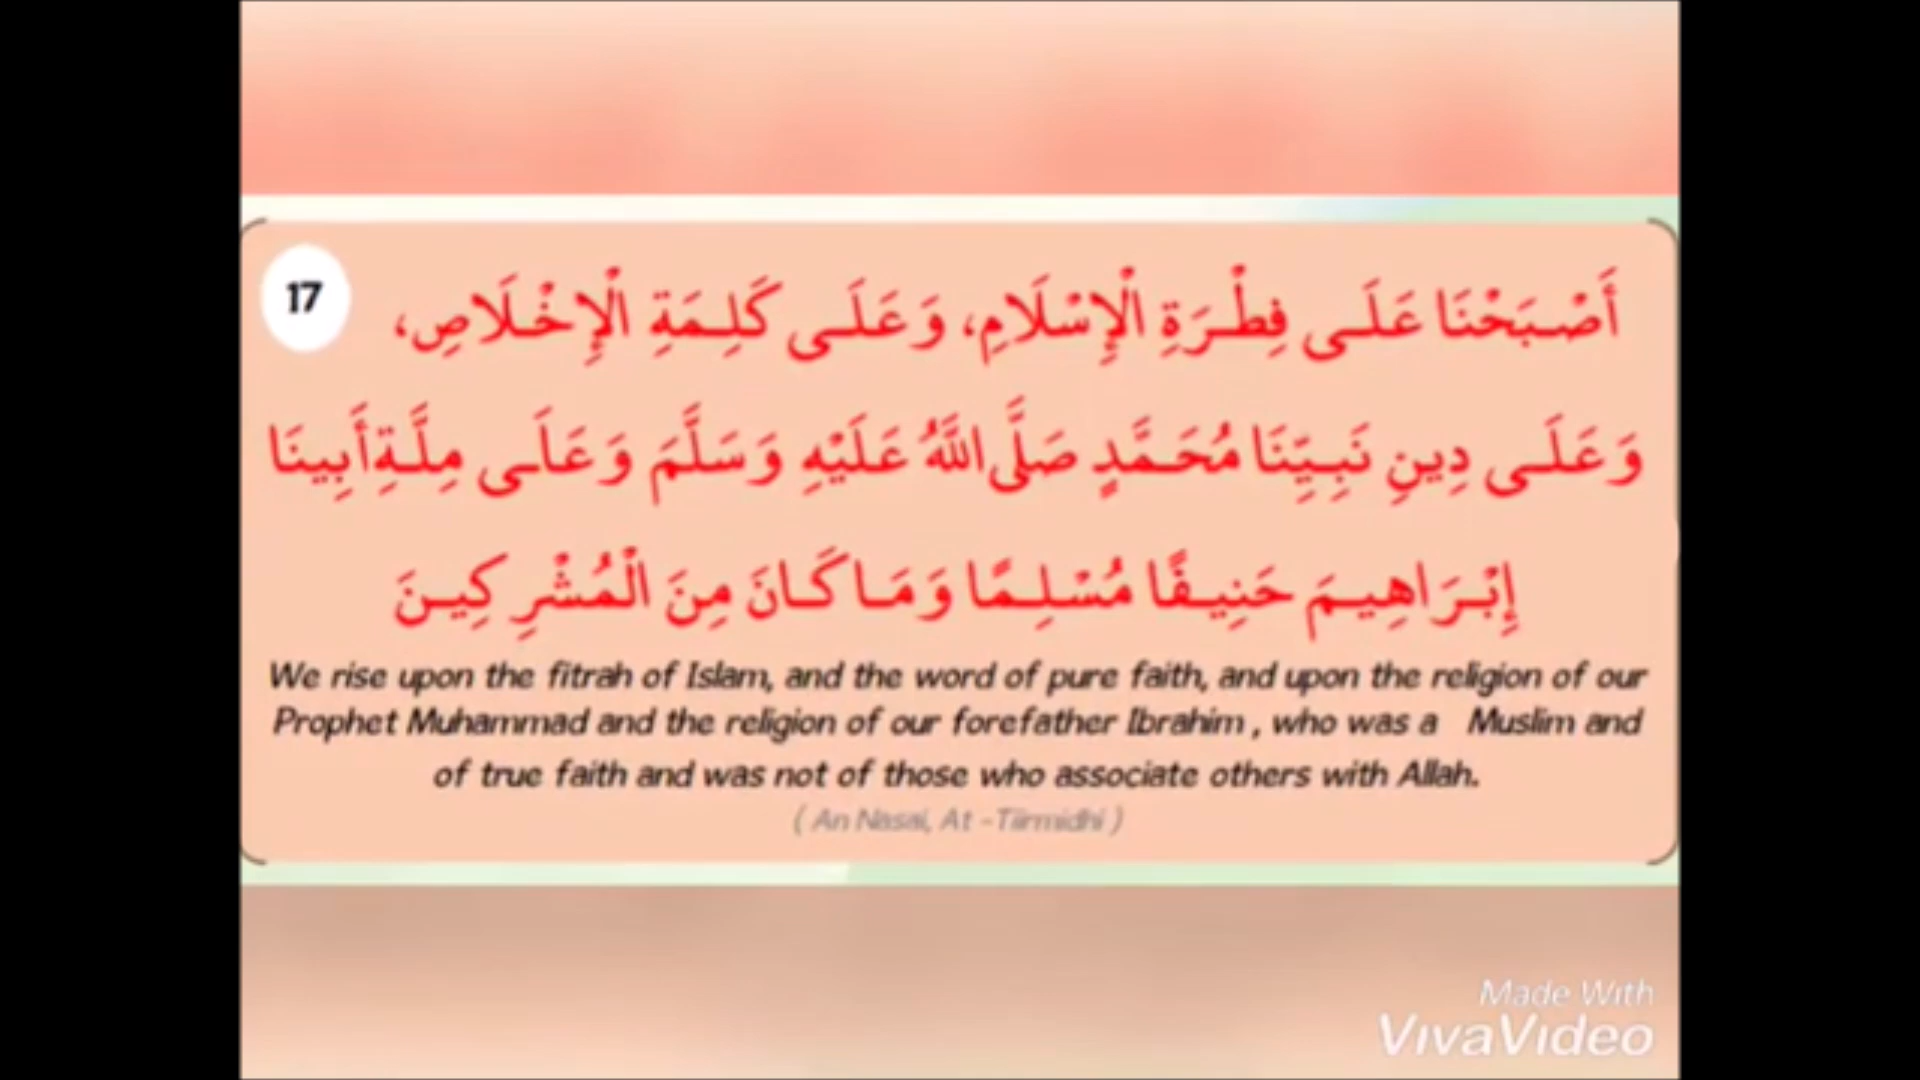 17
أَصْبَحْنَا عَلَى فِطْرَةِ الْإِسْلَامِ، وَعَلَى كَلِمَةِ الْإِخْلَاصِ،
وَعَلَى دِينِ نَبِيِّنَا مُحَمَّدٍ صَلَّى اللَّهُ عَلَيْهِ وَسَلَّمَ وَعَلَى مِلَّةِ أَبِينَا
إِبْرَاهِيمَ حَنِيفًا مُسْلِمًا وَمَا كَانَ مِنَ الْمُشْرِكِينَ
We rise upon the fitrah of Islam, and the word of pure faith, and upon the religion of our
Prophet Muhammad and the religion of our forefather Ibrahim , who was a Muslim and
of true faith and was not of those who associate others with Allah.
( An Nasai, At -Tiirmidhi )
Made With
VivaVideo